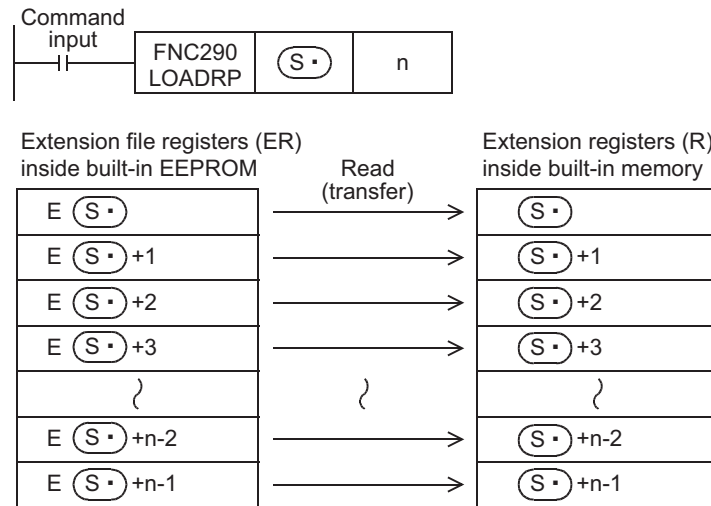 Command
input
FNC290
LOADRP
S·
n
Extension file registers (ER)
inside built-in EEPROM
Read
(transfer)
Extension registers (R)
inside built-in memory
E S· S·
E S· +1 S· +1
E S· +2 S· +2
E S· +3 S· +3
E S· +n-2 S· +n-2
E S· +n-1 S· +n-1